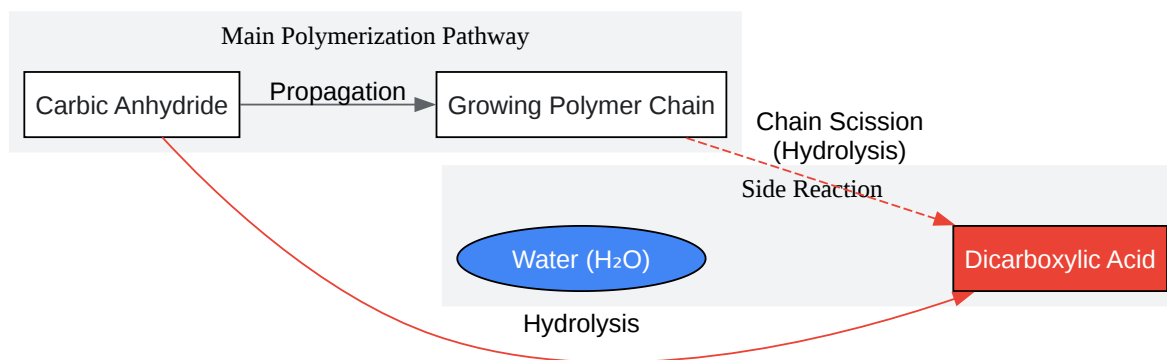 Main Polymerization Pathway
Carbic Anhydride
Propagation
Growing Polymer Chain
Chain Scission
(Hydrolysis)
Side Reaction
Water (H₂O)
Dicarboxylic Acid
Hydrolysis